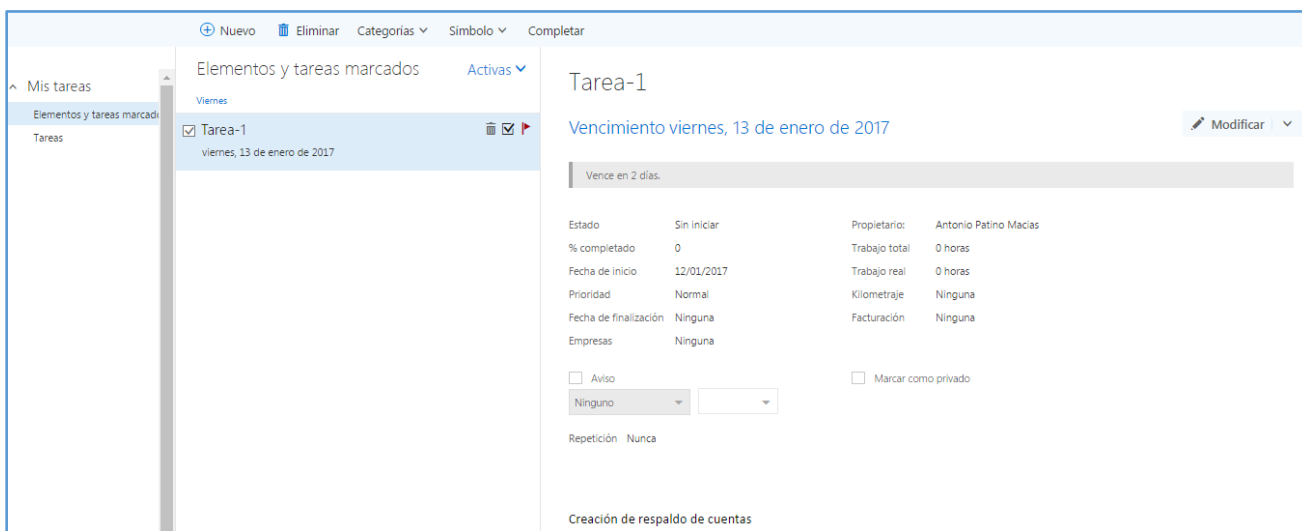 Nuevo Eliminar Categorías Símbolo Completar
Mis tareas
Elementos y tareas marcado
Tareas
Elementos y tareas marcados Activas
Viernes
Tarea-1
viernes, 13 de enero de 2017
Tarea-1
Vencimiento viernes, 13 de enero de 2017
Modificar
Vence en 2 días.
Estado Sin iniciar Propietario: Antonio Patino Macias
% completado 0 Trabajo total 0 horas
Fecha de inicio 12/01/2017 Trabajo real 0 horas
Prioridad Normal Kilometraje Ninguna
Fecha de finalización Ninguna Facturación Ninguna
Empresas Ninguna
Aviso Marcar como privado
Ninguno
Repetición Nunca
Creación de respaldo de cuentas